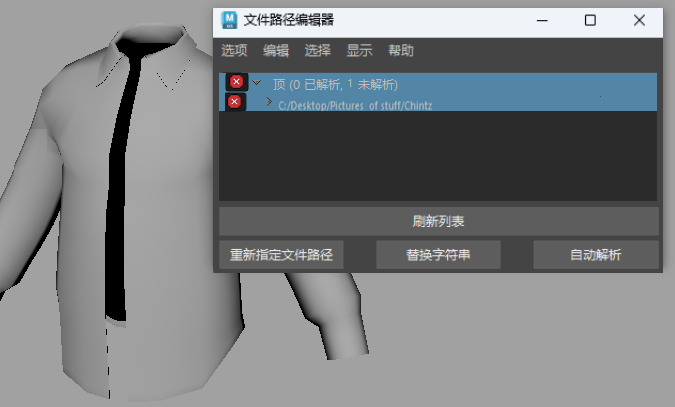 文件路径编辑器
选项 编辑 选择 显示 帮助
顶 (0 已解析, 1 未解析)
C:/Desktop/Pictures of stuff/Chintz
刷新列表
重新指定文件路径 替换字符串 自动解析